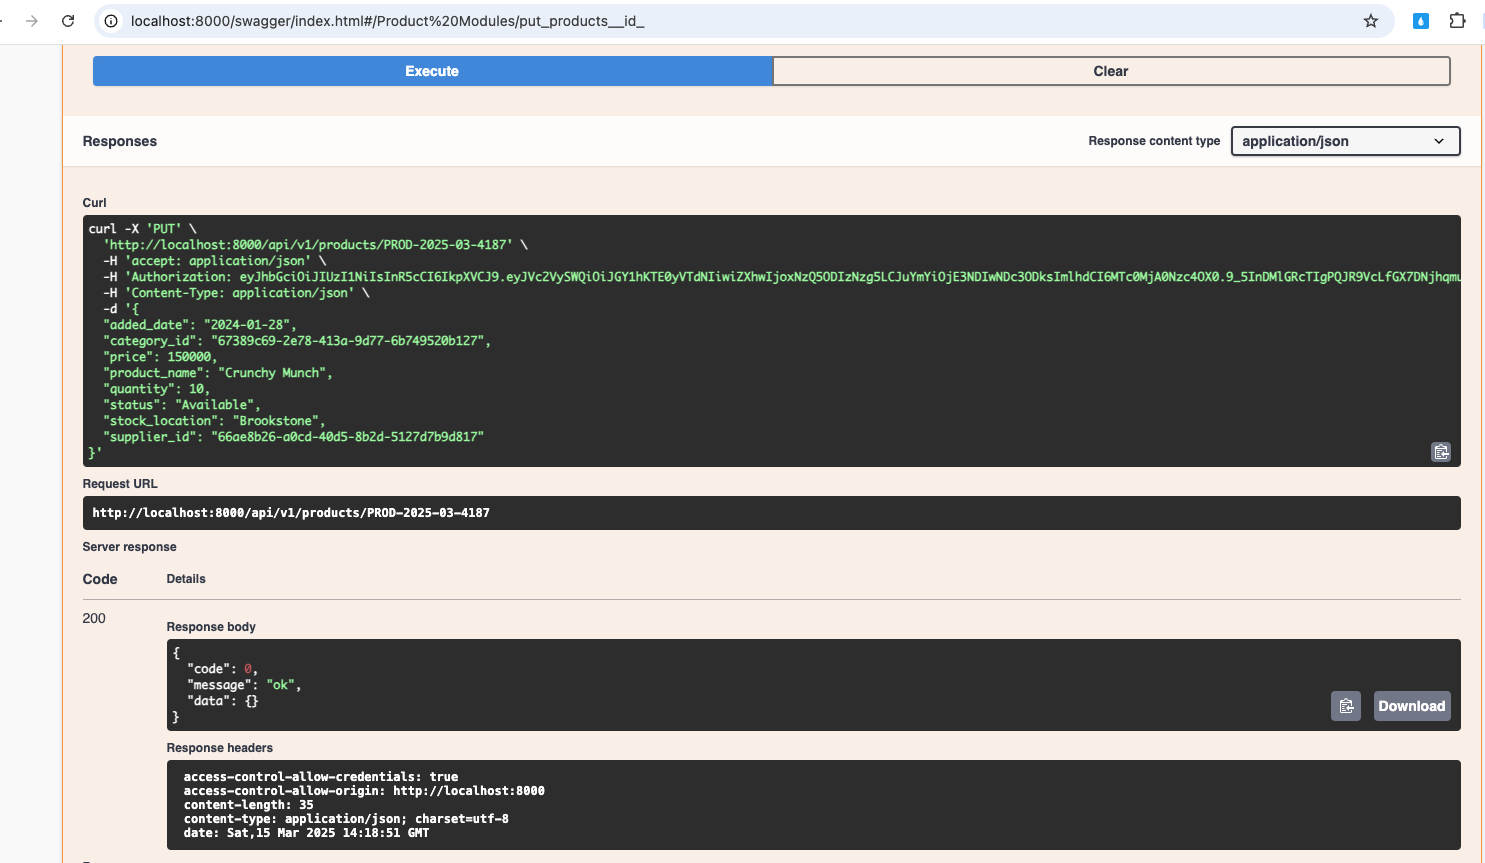 localhost:8000/swagger/index.html#/Product%20Modules/put_products__id_
Execute
Clear
Responses
Response content type
application/json
Curl
curl -X 'PUT' \
'http://localhost:8000/api/v1/products/PROD-2025-03-4187' \
-H 'accept: application/json' \
-H 'Authorization: eyJhbGciOiJIUzI1NiIsInR5cCI6IkpXVCJ9.eyJVc2VySWQiOiJGY1hKTE0yVTdNIiwiZXhwIjoxNzQ5ODIzNzg5LCJuYmYiOjE3NDIwNDc3ODksImlhdCI6MTc0MjA0Nzc4OX0.9_5InDMlGRcTIgPQJR9VcLfGX7DNjhqmu
-H 'Content-Type: application/json' \
-d '{
"added_date": "2024-01-28",
"category_id": "67389c69-2e78-413a-9d77-6b749520b127",
"price": 150000,
"product_name": "Crunchy Munch",
"quantity": 10,
"status": "Available",
"stock_location": "Brookstone",
"supplier_id": "66ae8b26-a0cd-40d5-8b2d-5127d7b9d817"
}'
Request URL
http://localhost:8000/api/v1/products/PROD-2025-03-4187
Server response
Code
Details
200
Response body
{
"code": 0,
"message": "ok",
"data": {}
}
Download
Response headers
access-control-allow-credentials: true
access-control-allow-origin: http://localhost:8000
content-length: 35
content-type: application/json; charset=utf-8
date: Sat,15 Mar 2025 14:18:51 GMT